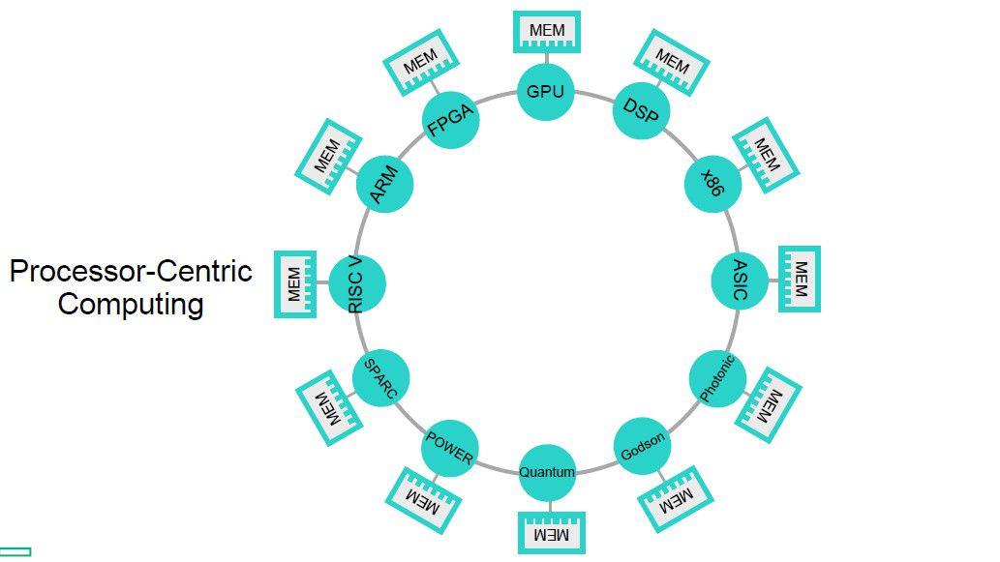 Processor-Centric
Computing
MEM
GPU
MEM
DSP
MEM
x86
MEM
ASIC
MEM
Photonic
MEM
Godson
MEM
Quantum
MEM
POWER
MEM
SPARC
MEM
RISC V
MEM
ARM
MEM
FPGA